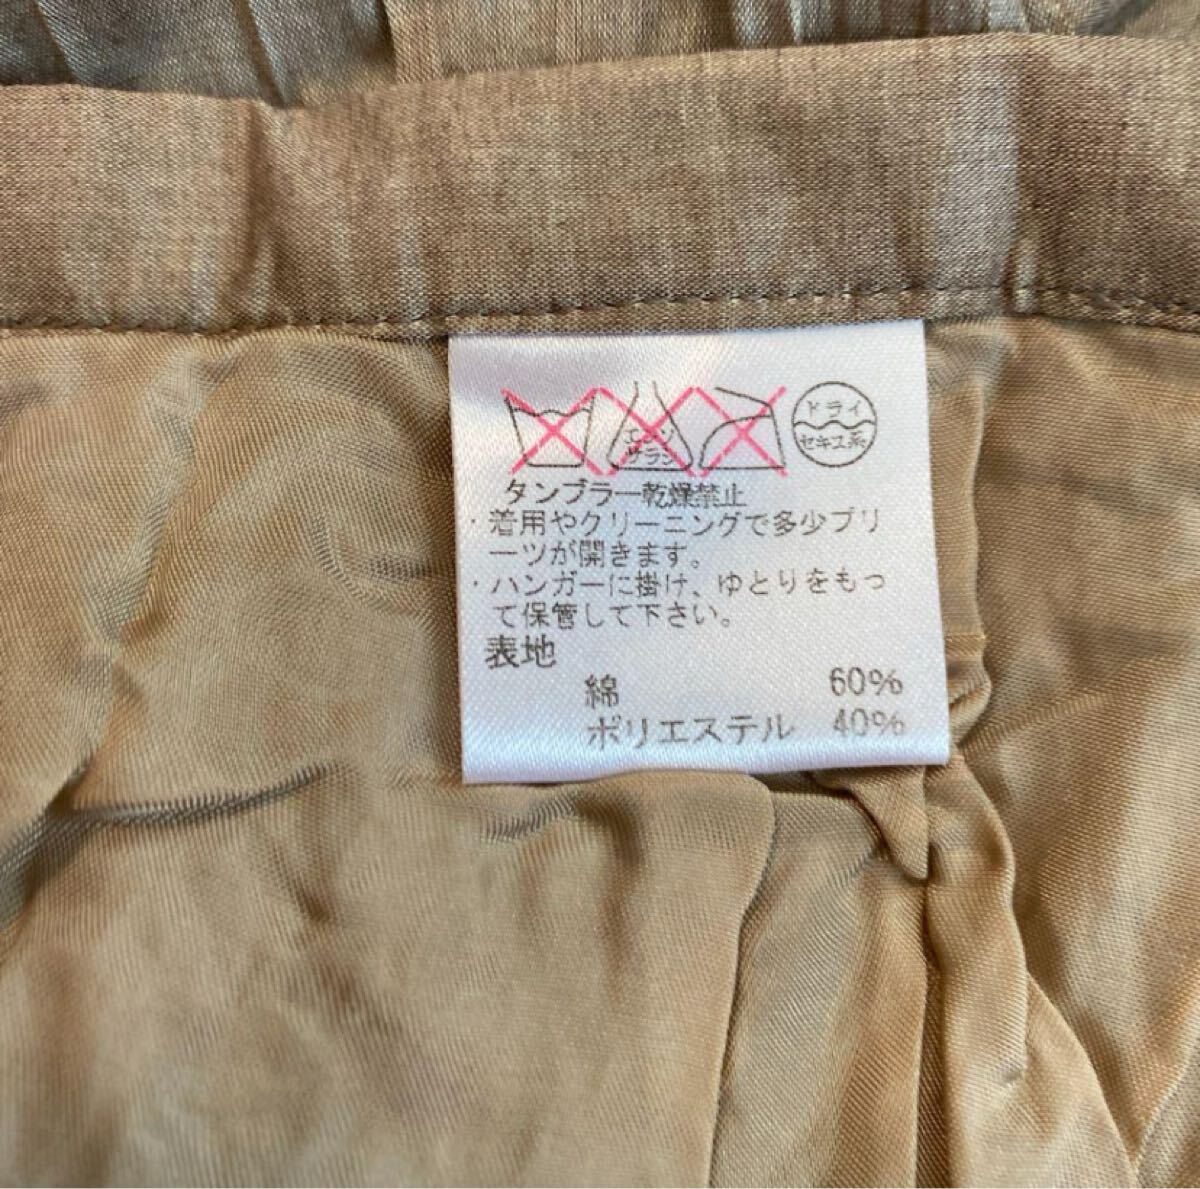 エンソ
サラシ
ドライ
セキユ系
タンブラー乾燥禁止
・着用やクリーニングで多少プリ
ーツが開きます。
・ハンガーに掛け、ゆとりをもっ
て保管して下さい。
表地
綿 60%
ポリエステル 40%